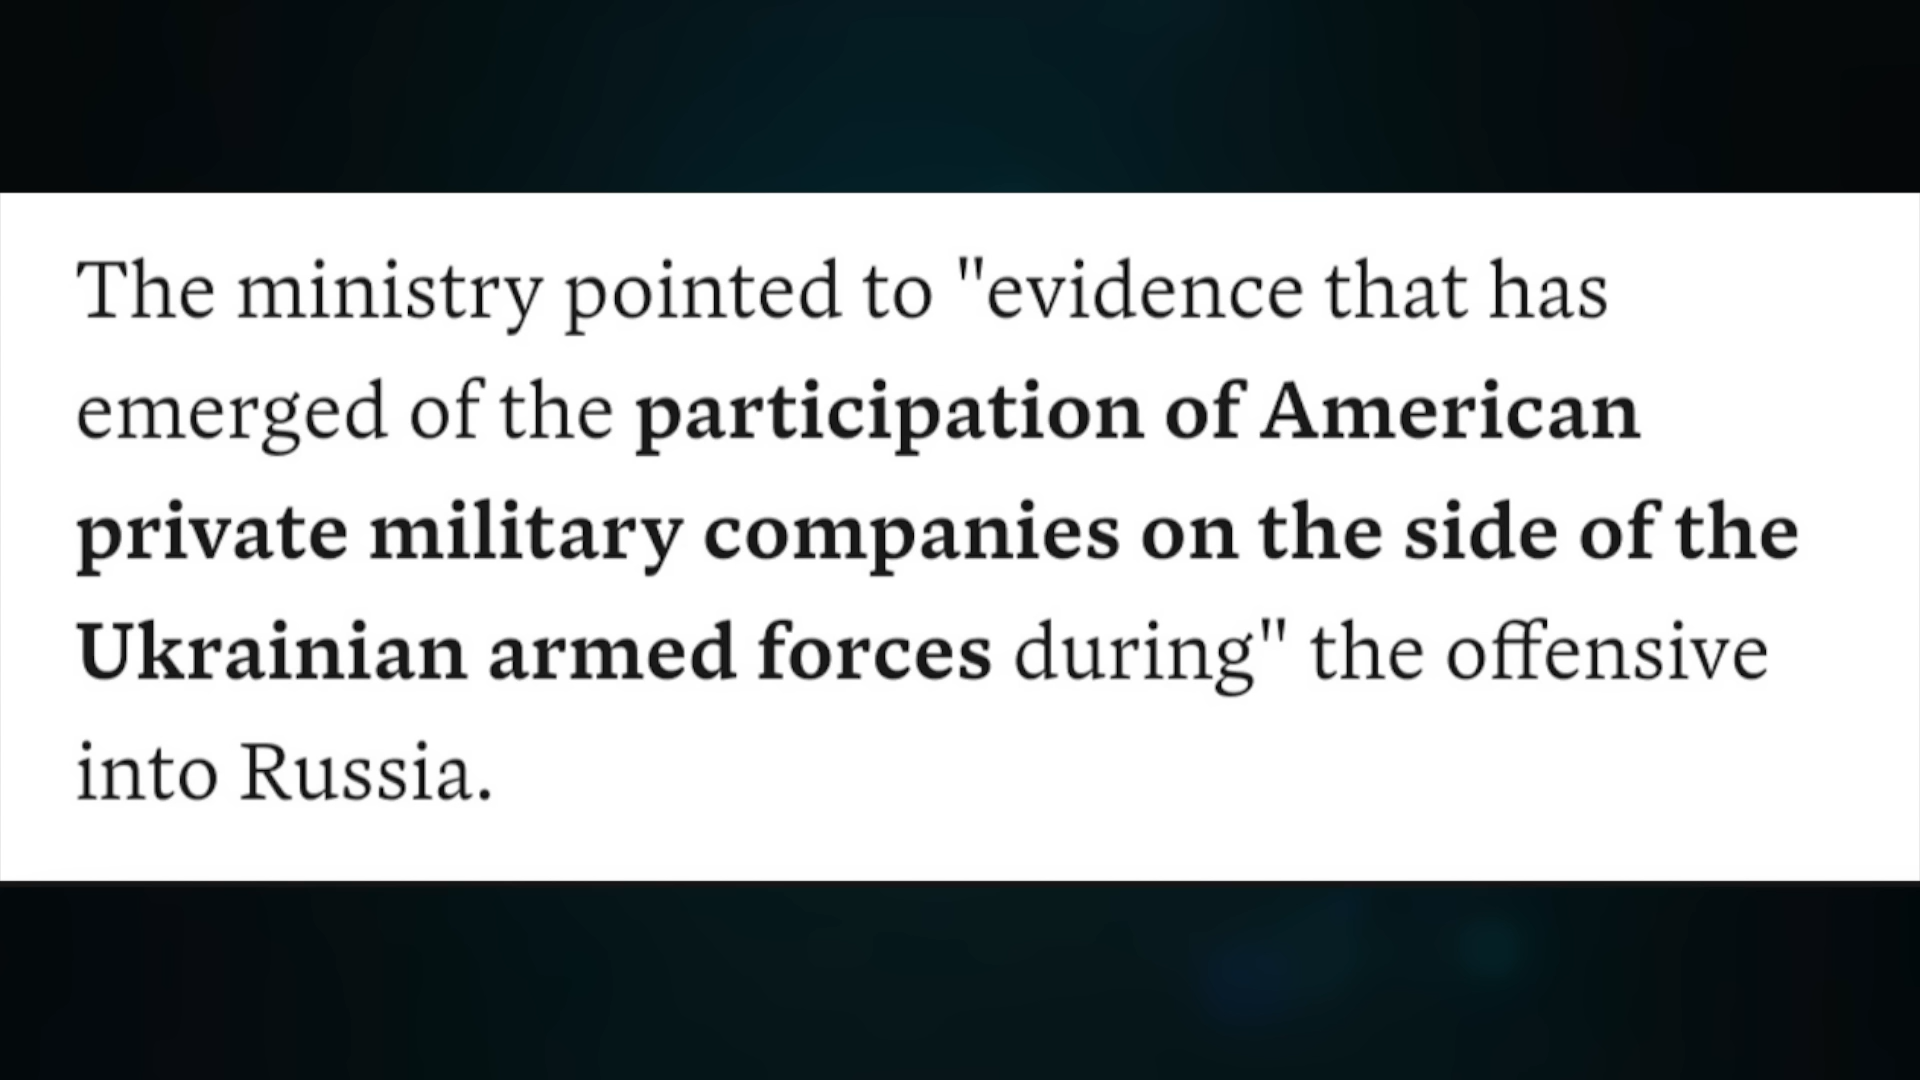 The ministry pointed to "evidence that has
emerged of the participation of American
private military companies on the side of the
Ukrainian armed forces during" the offensive
into Russia.